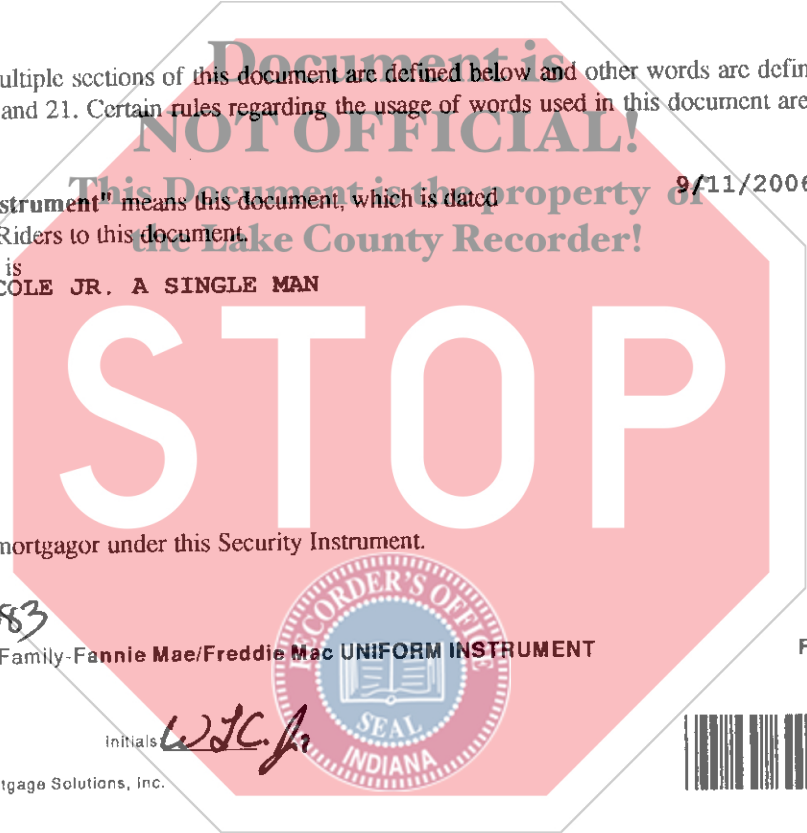 Document is
ultiple sections of this document are defined below and other words are defin
and 21. Certain rules regarding the usage of words used in this document are
NOT OFFICIAL!
This Document is the property of
strument" means this document, which is dated 9/11/2006
Riders to this document.
the Lake County Recorder!
is
COLE JR. A SINGLE MAN
STOP
mortgagor under this Security Instrument.
83
RECORDER'S OFFICE
Family-Fannie Mae/Freddie Mac UNIFORM INSTRUMENT F
SEAL
INDIANA
Initials WLC. Jr
tgage Solutions, Inc.